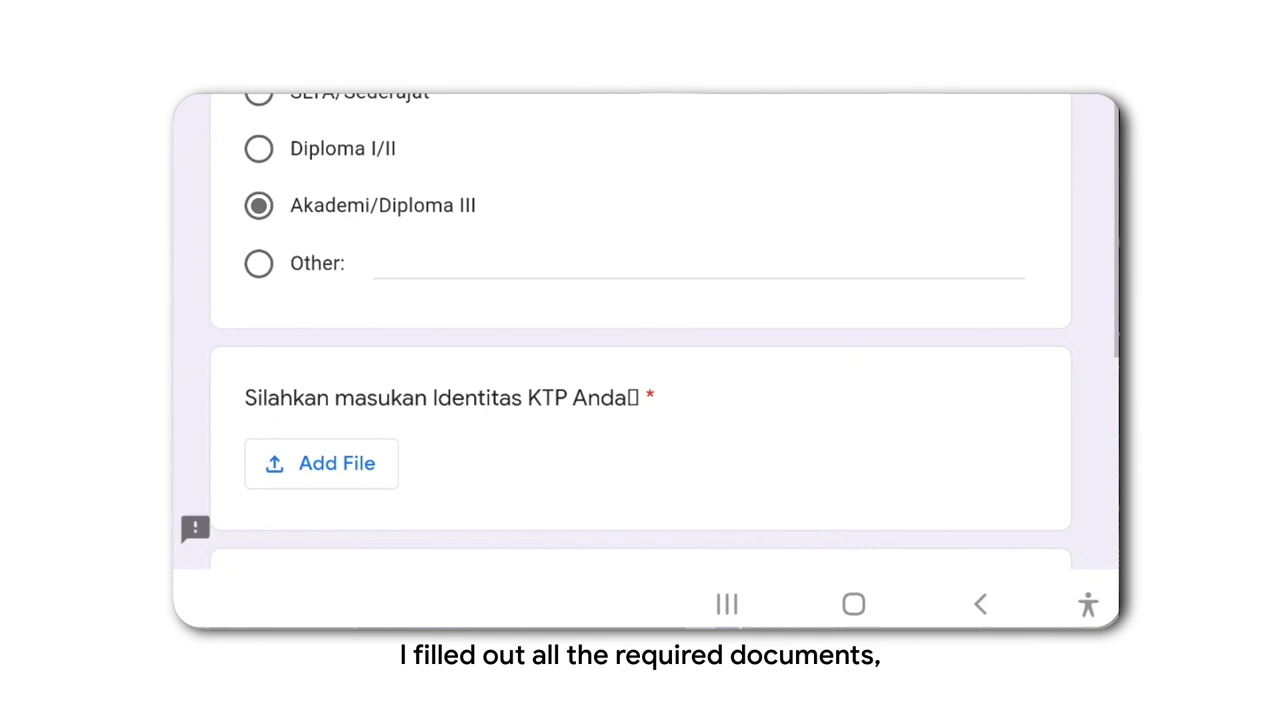 Diploma I/II
Akademi/Diploma III
Other:
Silahkan masukan Identitas KTP Anda▯ *
Add File
I filled out all the required documents,